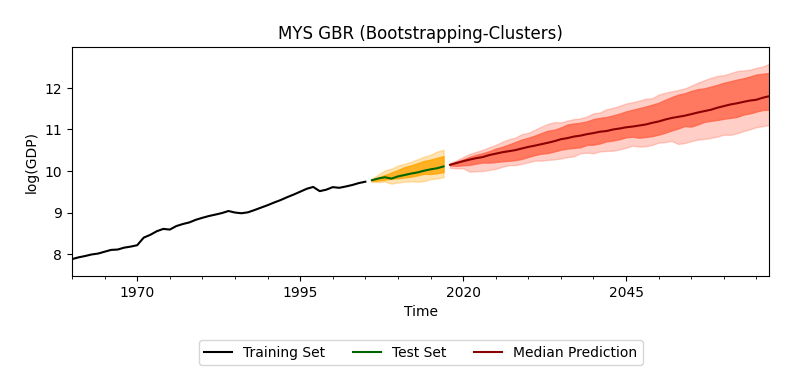 MYS GBR (Bootstrapping-Clusters)
log(GDP)
12
11
10
9
8
1970
1995
2020
2045
Time
Training Set
Test Set
Median Prediction